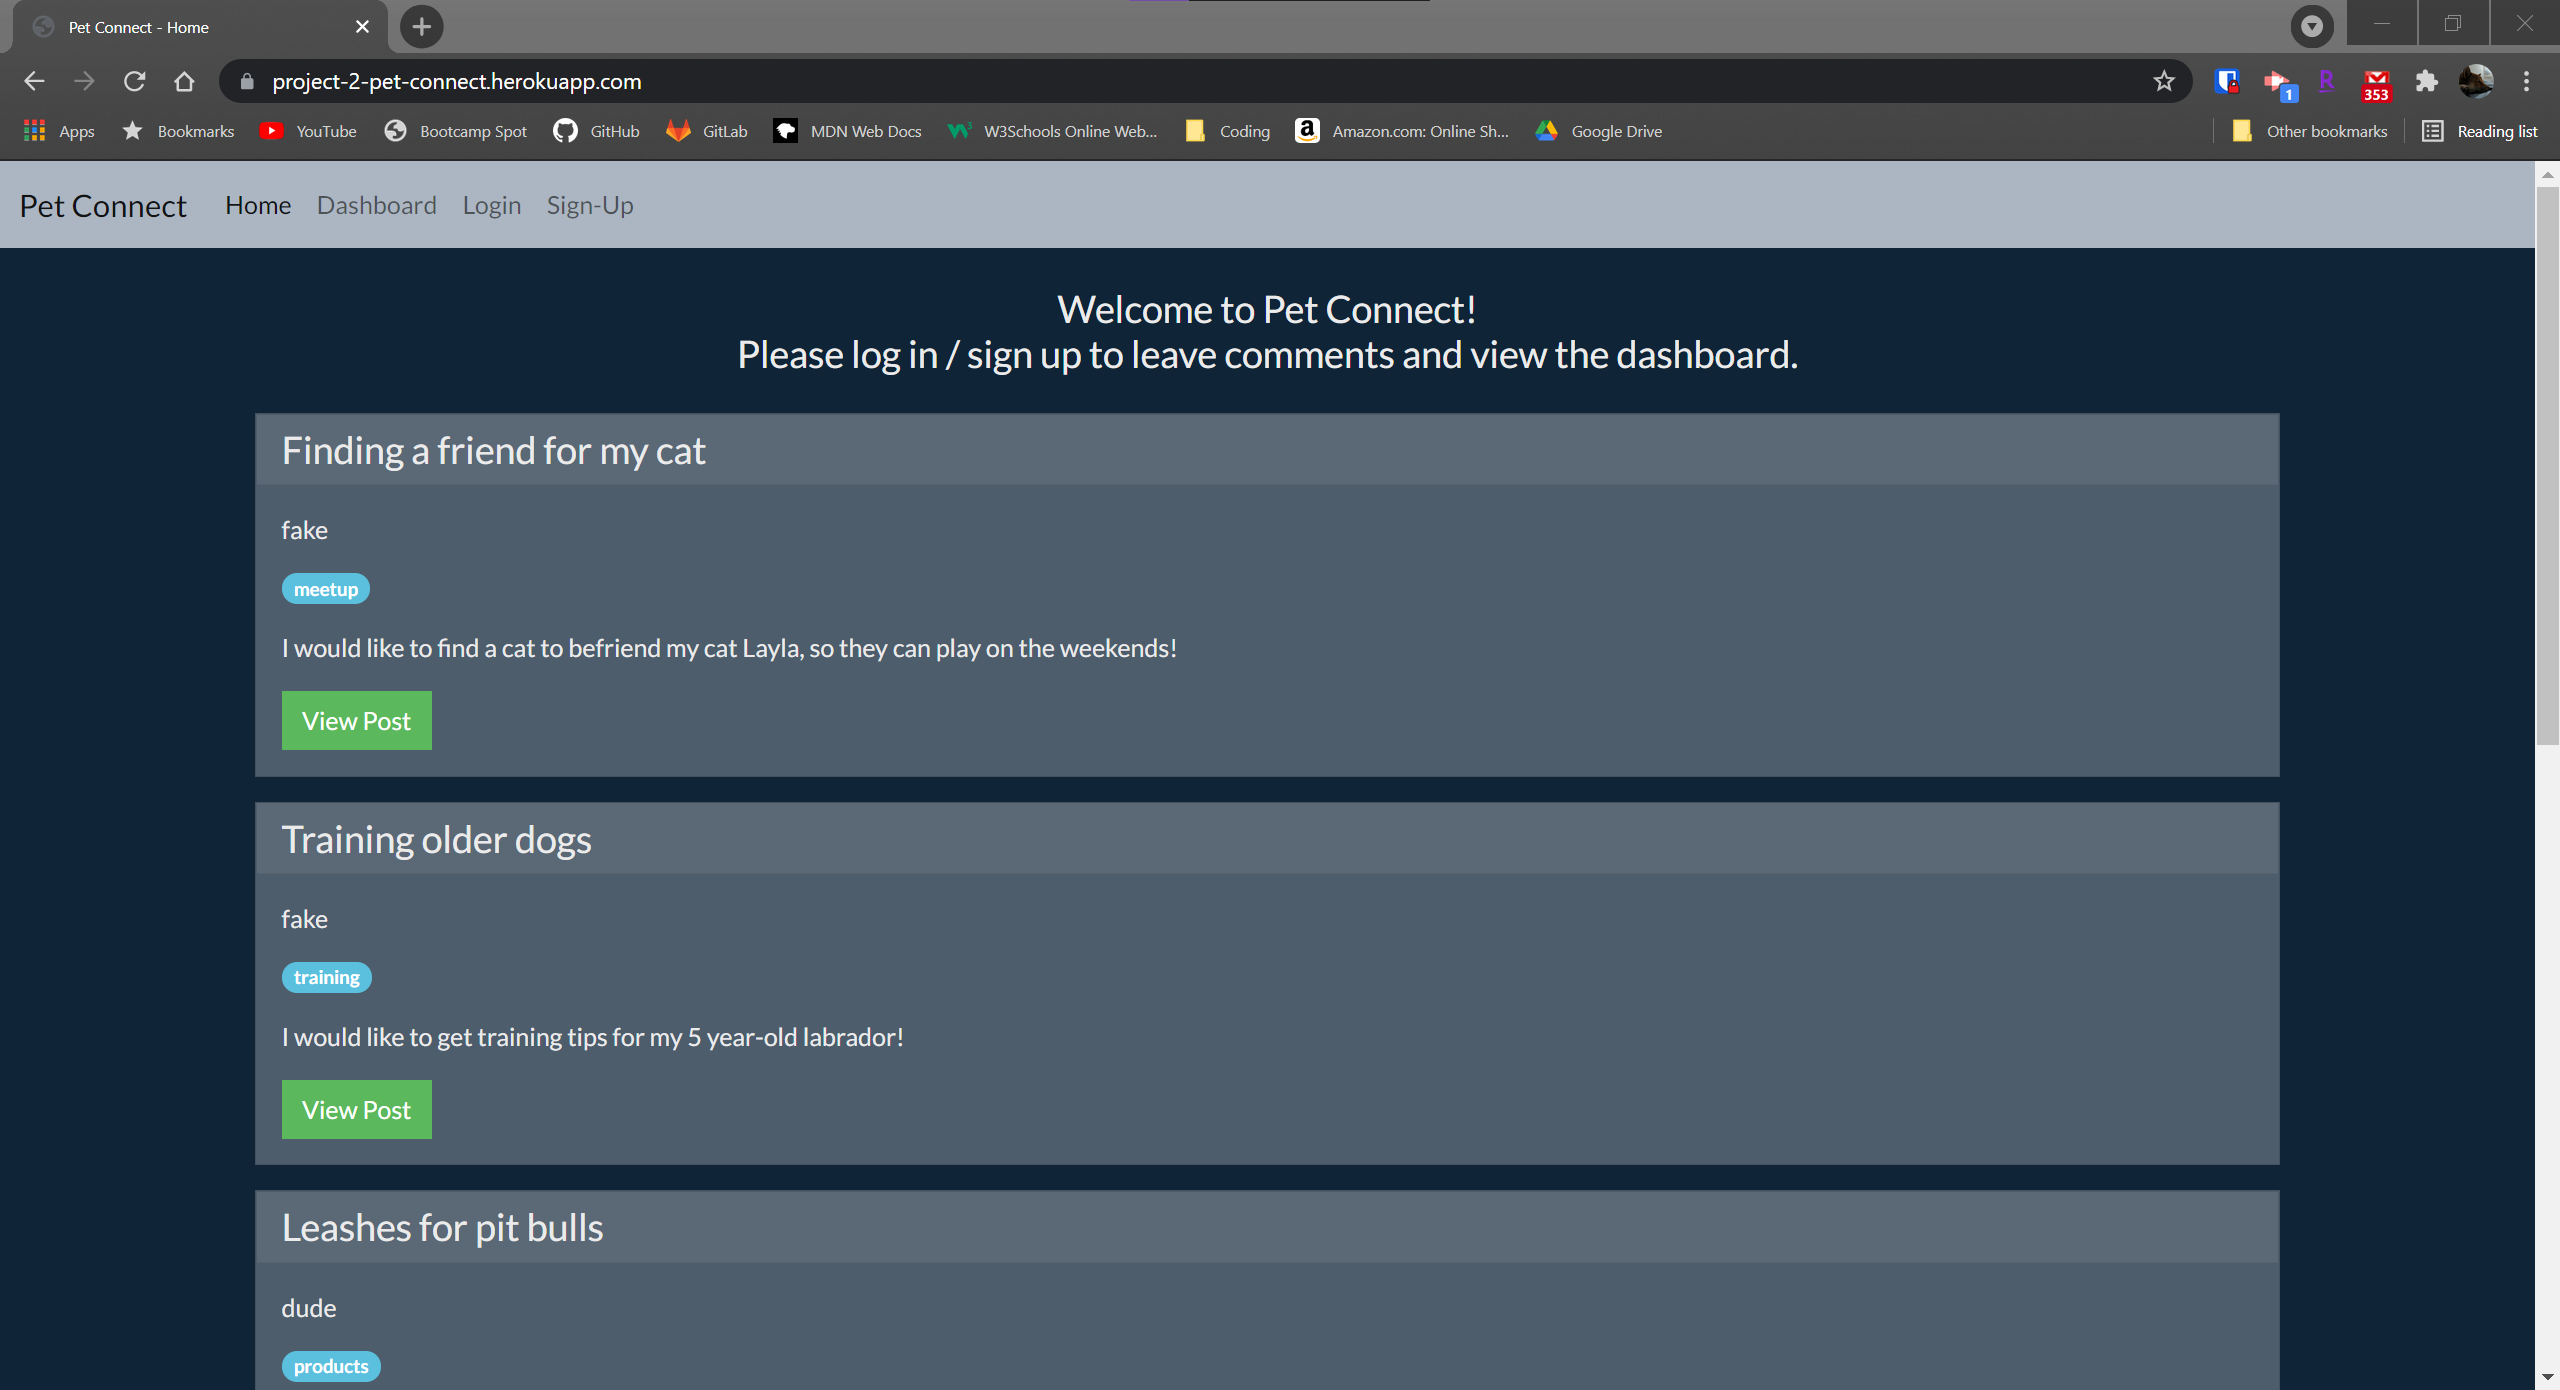 Pet Connect - Home
project-2-pet-connect.herokuapp.com
1
R
353
Apps Bookmarks YouTube Bootcamp Spot GitHub GitLab MDN Web Docs W3Schools Online Web... Coding Amazon.com: Online Sh... Google Drive Other bookmarks Reading list
Pet Connect Home Dashboard Login Sign-Up
Welcome to Pet Connect!
Please log in / sign up to leave comments and view the dashboard.
Finding a friend for my cat
fake
meetup
I would like to find a cat to befriend my cat Layla, so they can play on the weekends!
View Post
Training older dogs
fake
training
I would like to get training tips for my 5 year-old labrador!
View Post
Leashes for pit bulls
dude
products